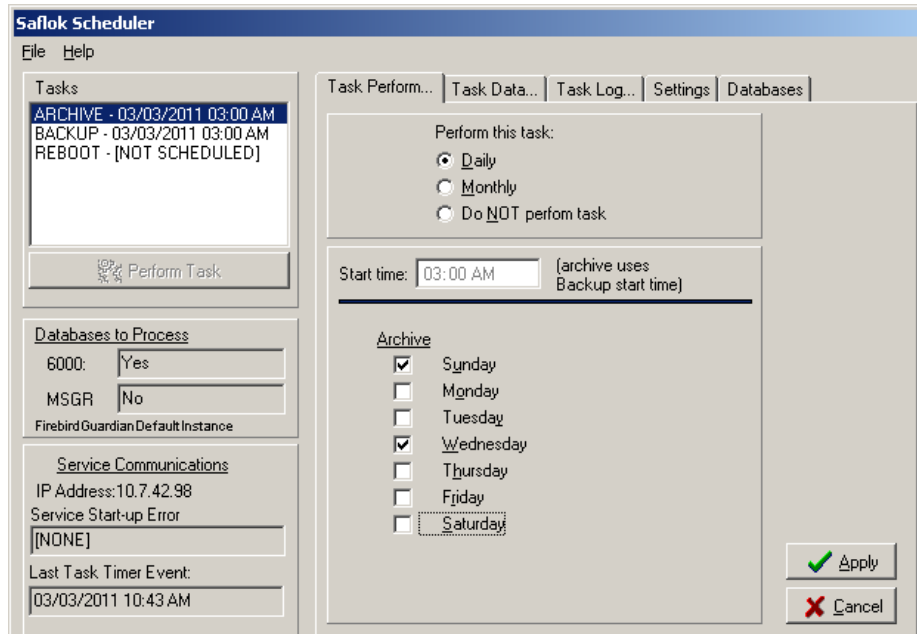 Saflok Scheduler
File Help
Tasks
ARCHIVE - 03/03/2011 03:00 AM
BACKUP - 03/03/2011 03:00 AM
REBOOT - [NOT SCHEDULED]
Perform Task
Databases to Process
6000: Yes
MSGR No
Firebird Guardian Default Instance
Service Communications
IP Address:10.7.42.98
Service Start-up Error
[NONE]
Last Task Timer Event:
03/03/2011 10:43 AM
Task Perform... Task Data... Task Log... Settings Databases
Perform this task:
Daily
Monthly
Do NOT perfom task
Start time: 03:00 AM (archive uses
Backup start time)
Archive
Sunday
Monday
Tuesday
Wednesday
Thursday
Friday
Saturday
Apply
Cancel